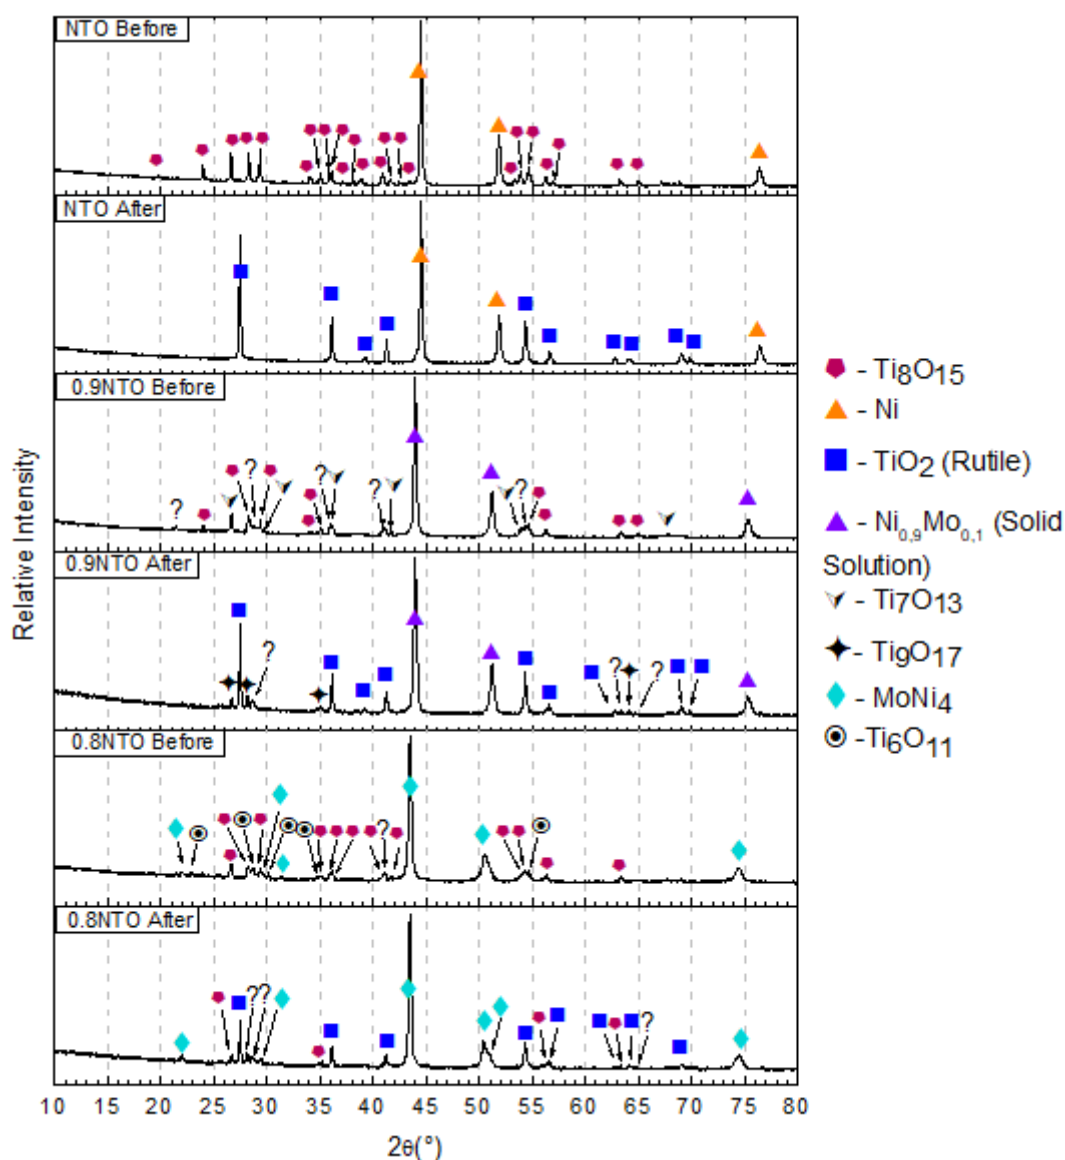 NTO Before
NTO After
0.9NTO Before
? ? ? ? ?
0.9NTO After
? ? ?
0.8NTO Before
?
0.8NTO After
? ? ?
10 15 20 25 30 35 40 45 50 55 60 65 70 75 80
2θ(°)
Relative Intensity
- Ti8O15
- Ni
- TiO2 (Rutile)
- Ni0,9Mo0,1 (Solid
Solution)
- Ti7O13
- Ti9O17
- MoNi4
-Ti6O11